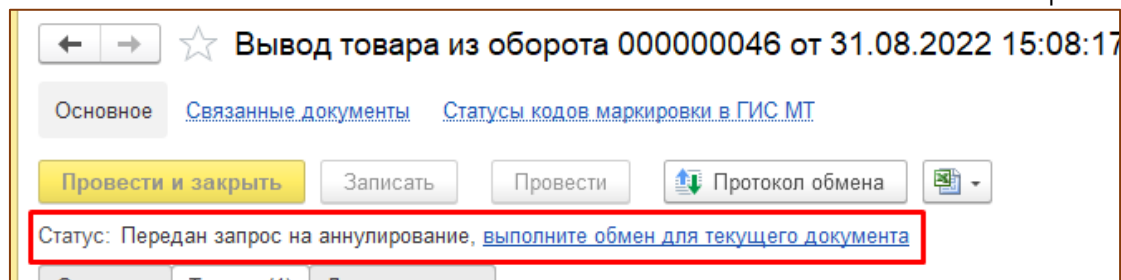 Вывод товара из оборота 000000046 от 31.08.2022 15:08:17
Основное Связанные документы Статусы кодов маркировки в ГИС МТ
Провести и закрыть Записать Провести Протокол обмена
Статус: Передан запрос на аннулирование, выполните обмен для текущего документа